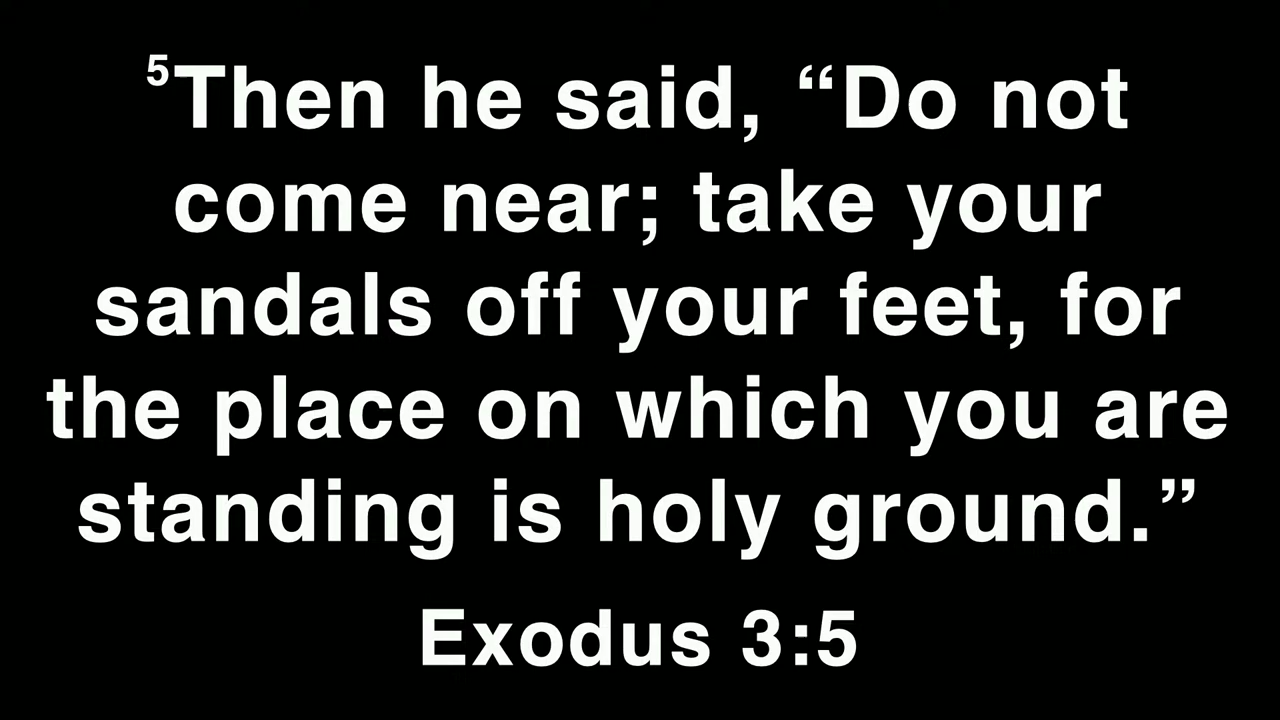 ⁵Then he said, “Do not
come near; take your
sandals off your feet, for
the place on which you are
standing is holy ground.”
Exodus 3:5